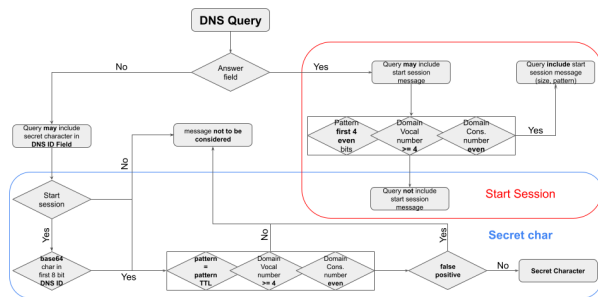 DNS Query
Answer
field
No
Yes
Query may include
start session
message
Query include start
session message
(size, pattern)
Query may include
secret character in
DNS ID Field
message not to be
considered
Pattern
first 4
even
bits
Domain
Vocal
number
>= 4
Domain
Cons.
number
even
Yes
No
Query not include
start session
message
Start Session
Start
session
Secret char
Yes
No
Yes
base64
char in
first 8 bit
DNS ID
Yes
pattern
=
pattern
TTL
Domain
Vocal
number
>= 4
Domain
Cons.
number
even
false
positive
No
Secret Character